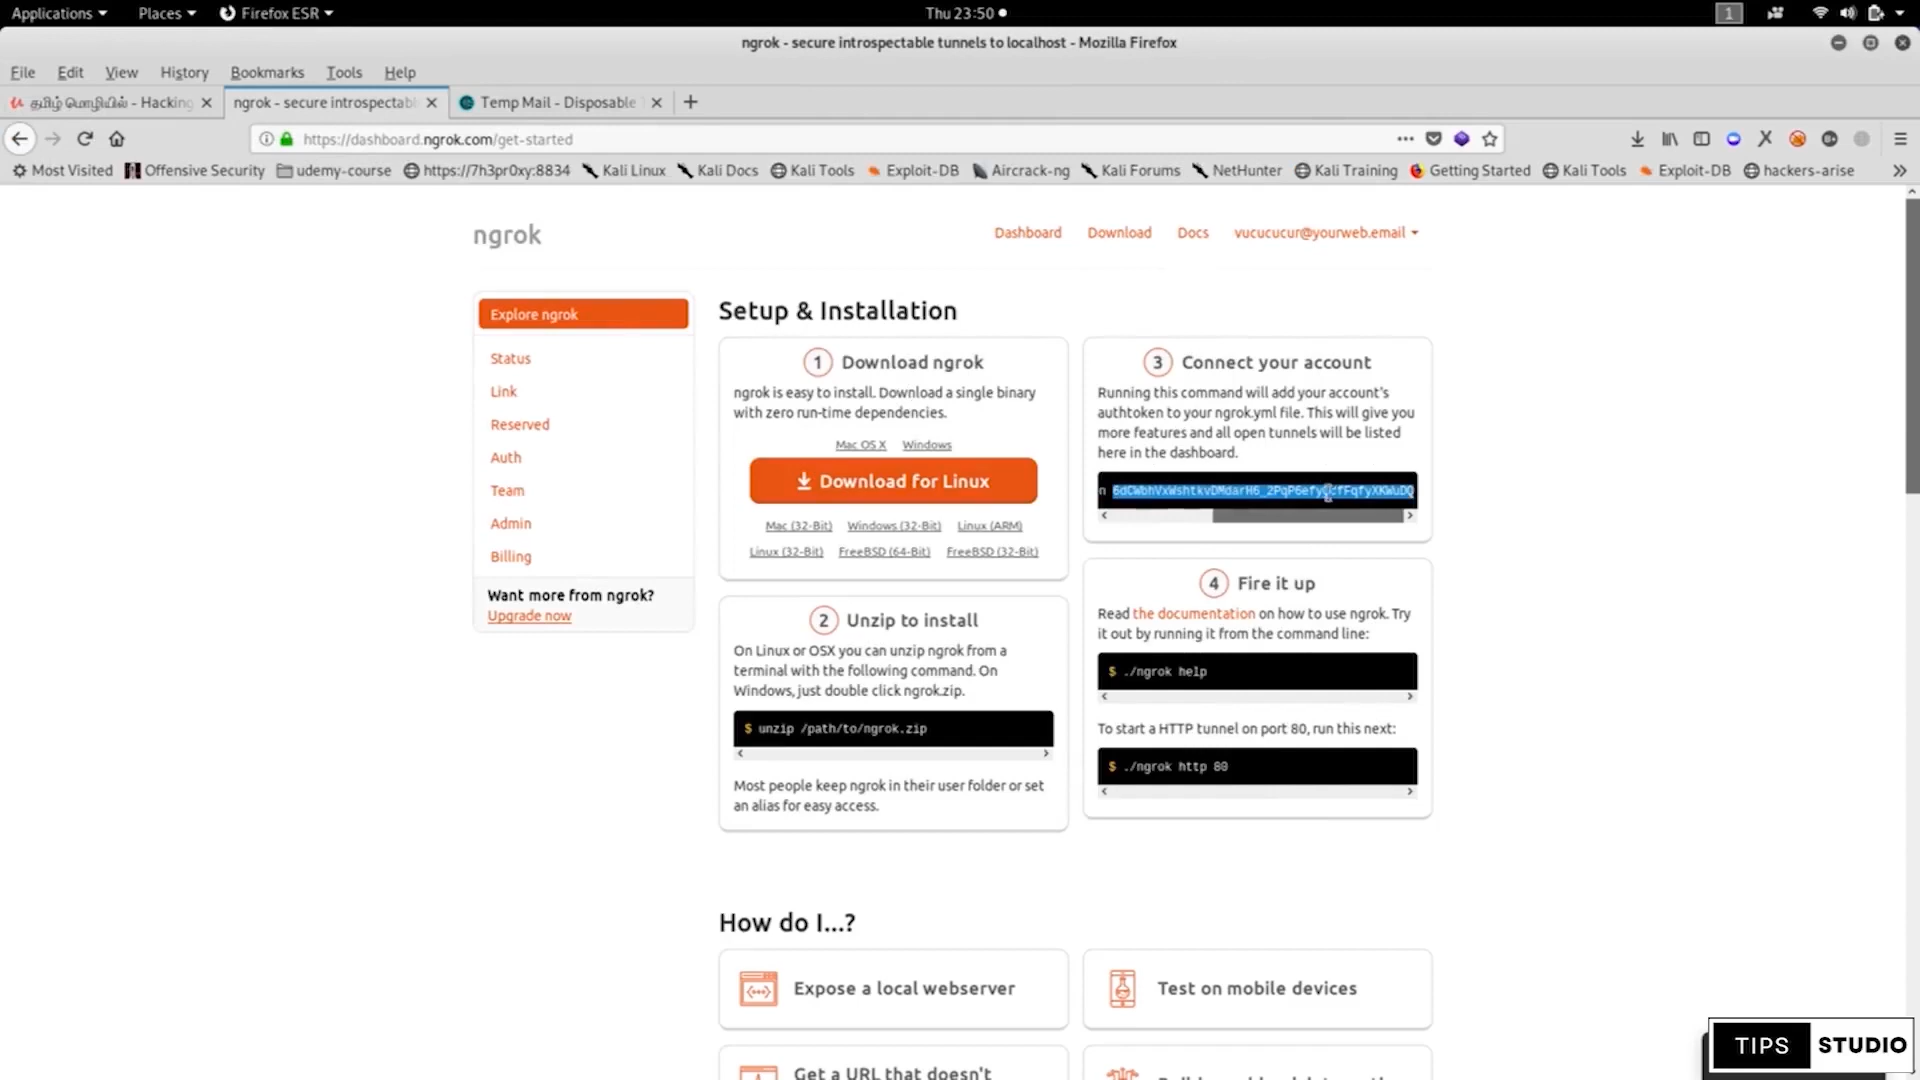 Applications Places Firefox ESR Thu 23:50 1
ngrok - secure introspectable tunnels to localhost - Mozilla Firefox
File Edit View History Bookmarks Tools Help
தமிழ் மொழியில் - Hacking ngrok - secure introspectabl Temp Mail - Disposable
https://dashboard.ngrok.com/get-started
Most Visited Offensive Security udemy-course https://7h3pr0xy:8834 Kali Linux Kali Docs Kali Tools Exploit-DB Aircrack-ng Kali Forums NetHunter Kali Training Getting Started Kali Tools Exploit-DB hackers-arise
ngrok
Dashboard Download Docs vucucucur@yourweb.email
Explore ngrok
Status
Link
Reserved
Auth
Team
Admin
Billing
Want more from ngrok?
Upgrade now
Setup & Installation
1 Download ngrok
ngrok is easy to install. Download a single binary
with zero run-time dependencies.
Mac OS X Windows
Download for Linux
Mac (32-Bit) Windows (32-Bit) Linux (ARM)
Linux (32-Bit) FreeBSD (64-Bit) FreeBSD (32-Bit)
2 Unzip to install
On Linux or OSX you can unzip ngrok from a
terminal with the following command. On
Windows, just double click ngrok.zip.
$ unzip /path/to/ngrok.zip
Most people keep ngrok in their user folder or set
an alias for easy access.
3 Connect your account
Running this command will add your account's
authtoken to your ngrok.yml file. This will give you
more features and all open tunnels will be listed
here in the dashboard.
n
4 Fire it up
Read the documentation on how to use ngrok. Try
it out by running it from the command line:
$ ./ngrok help
To start a HTTP tunnel on port 80, run this next:
$ ./ngrok http 80
How do I...?
Expose a local webserver
Test on mobile devices
Get a URL that doesn't
TIPS STUDIO